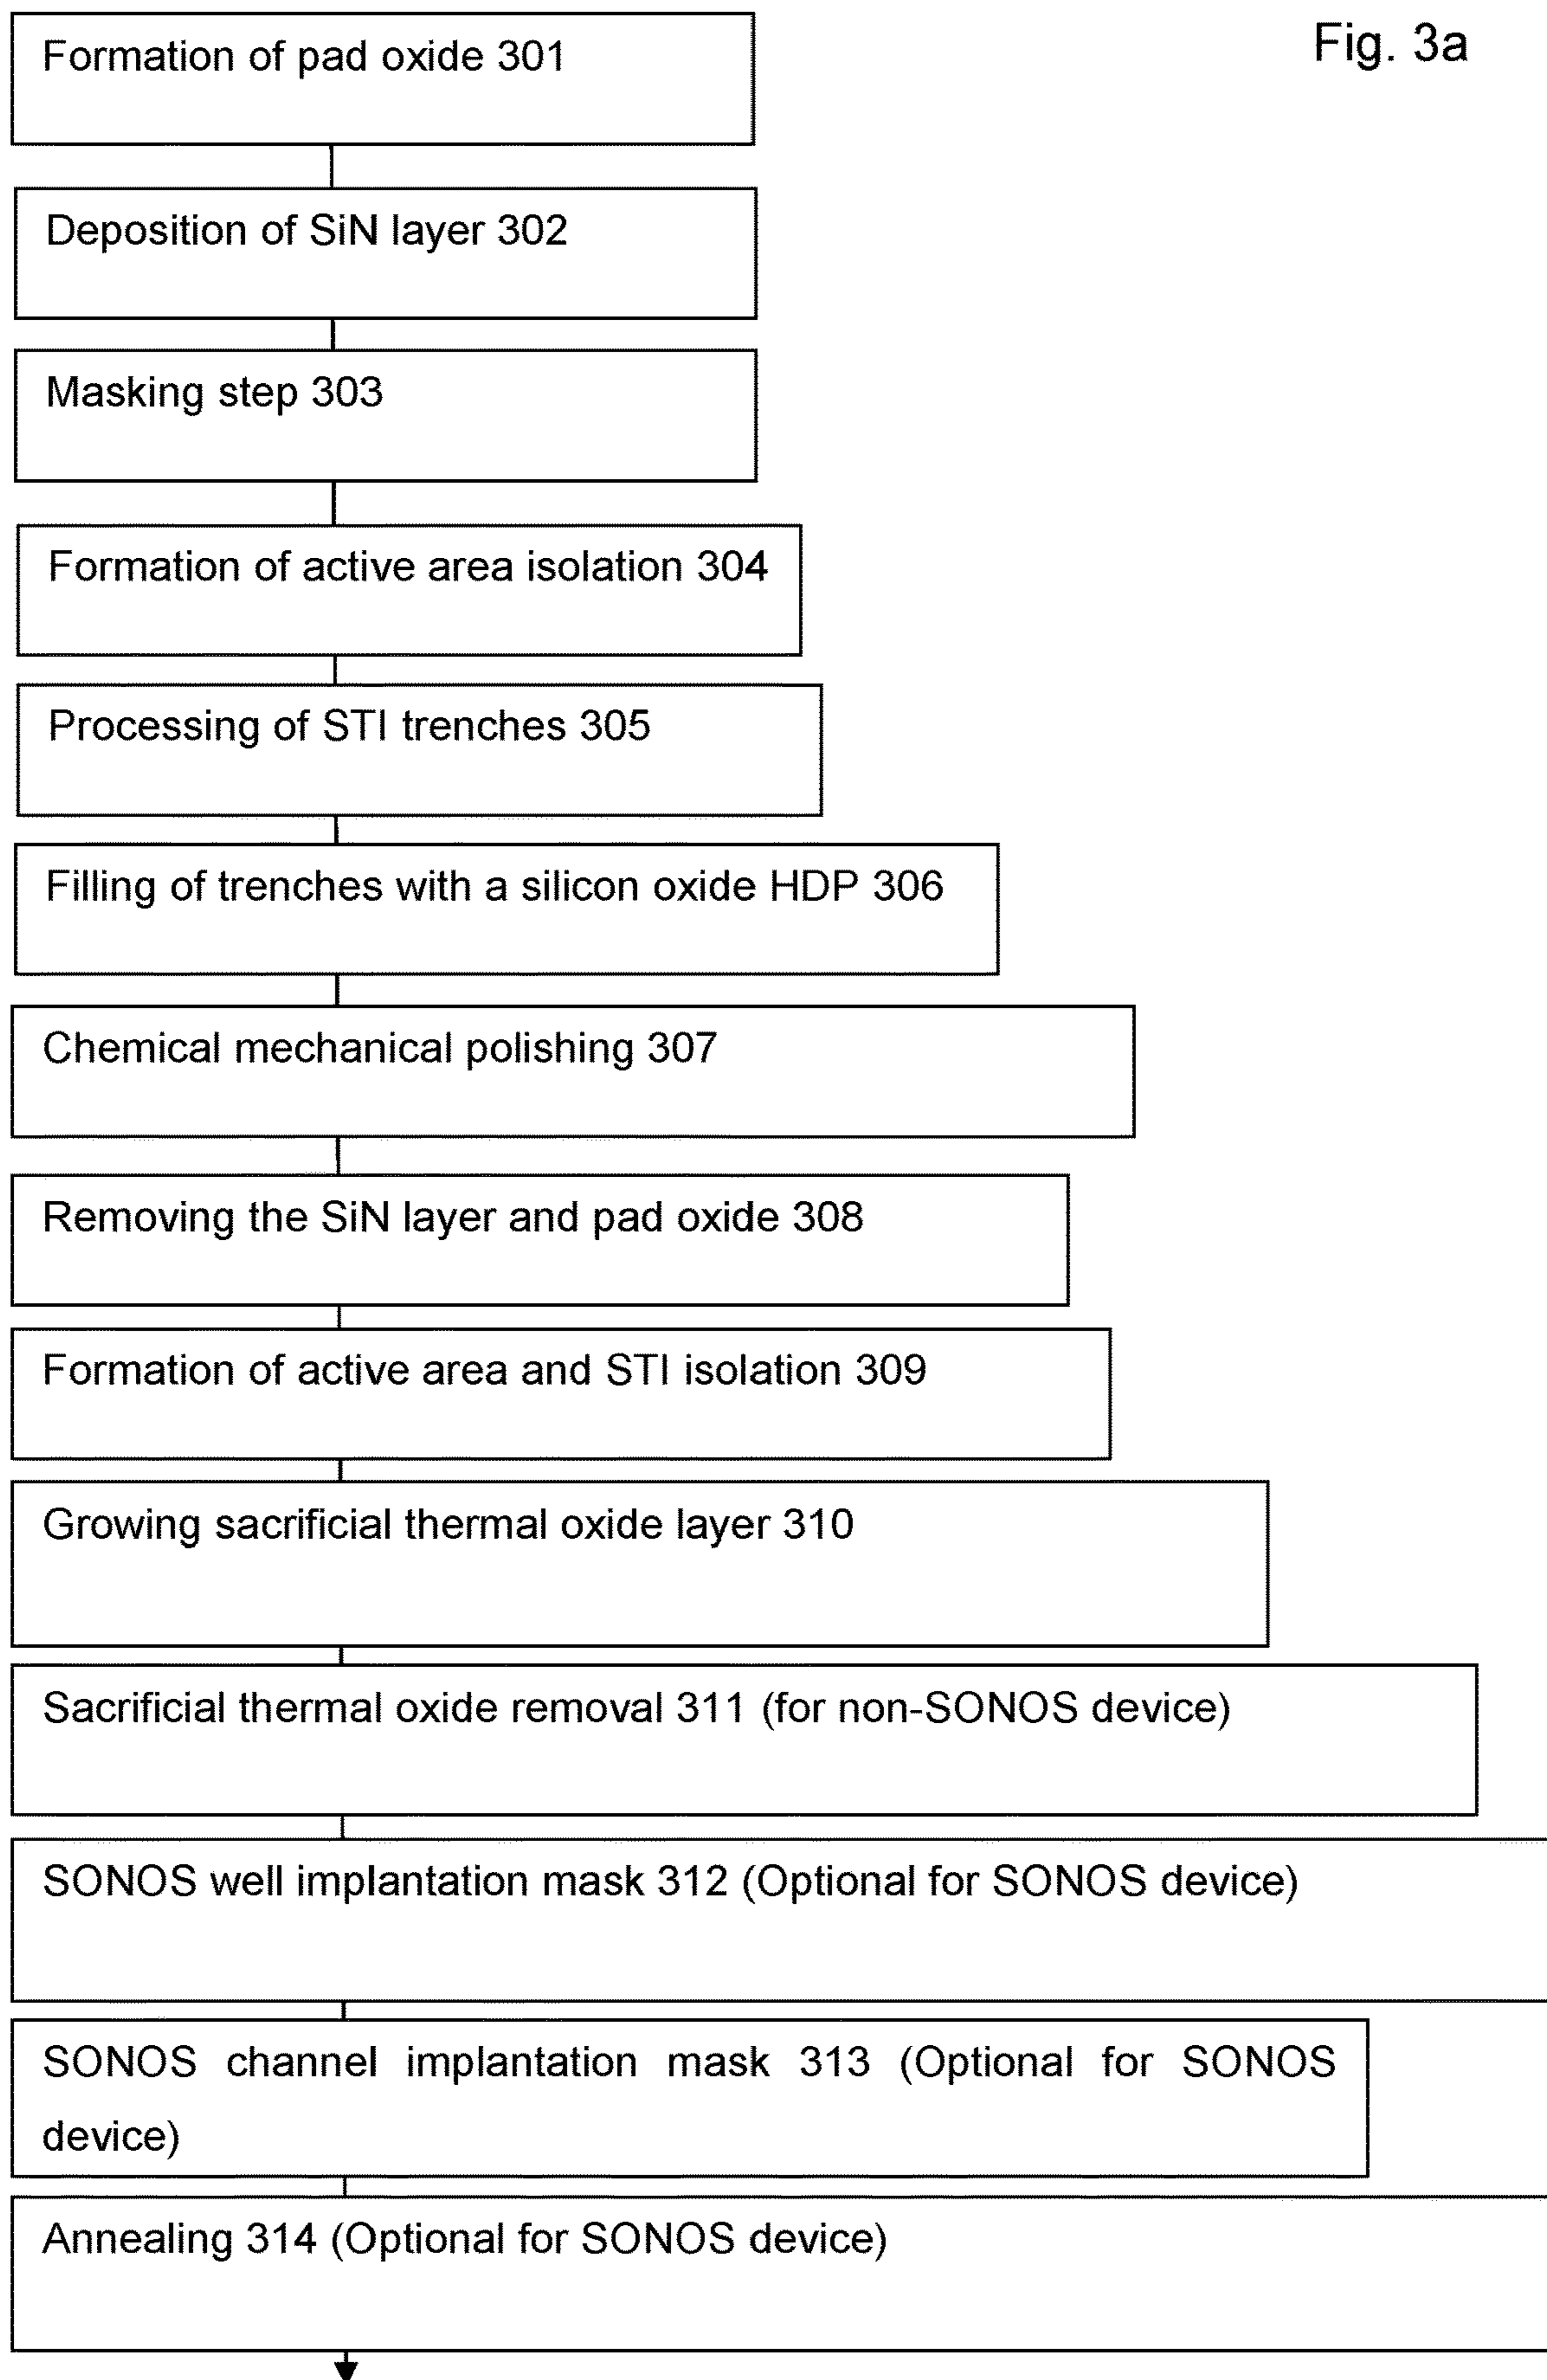 Fig. 3a
Formation of pad oxide 301
Deposition of SiN layer 302
Masking step 303
Formation of active area isolation 304
Processing of STI trenches 305
Filling of trenches with a silicon oxide HDP 306
Chemical mechanical polishing 307
Removing the SiN layer and pad oxide 308
Formation of active area and STI isolation 309
Growing sacrificial thermal oxide layer 310
Sacrificial thermal oxide removal 311 (for non-SONOS device)
SONOS well implantation mask 312 (Optional for SONOS device)
SONOS channel implantation mask 313 (Optional for SONOS
device)
Annealing 314 (Optional for SONOS device)